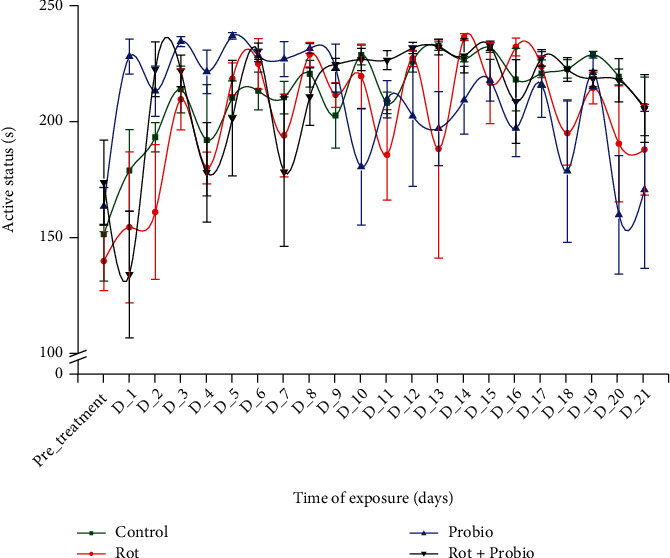 Active status (s)
250
200
150
100
0
Pre_treatment
D_1
D_2
D_3
D_4
D_5
D_6
D_7
D_8
D_9
D_10
D_11
D_12
D_13
D_14
D_15
D_16
D_17
D_18
D_19
D_20
D_21
Time of exposure (days)
Control
Rot
Probio
Rot + Probio